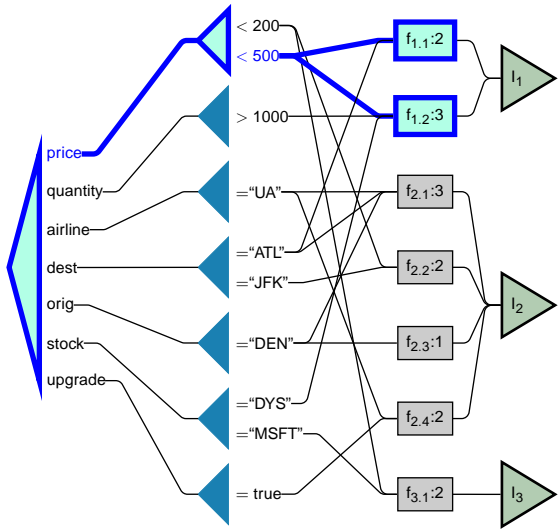 price
quantity
airline
dest
orig
stock
upgrade
< 200
< 500
> 1000
=“UA”
=“ATL”
=“JFK”
=“DEN”
=“DYS”
=“MSFT”
= true
f1.1:2
f1.2:3
f2.1:3
f2.2:2
f2.3:1
f2.4:2
f3.1:2
I1
I2
I3